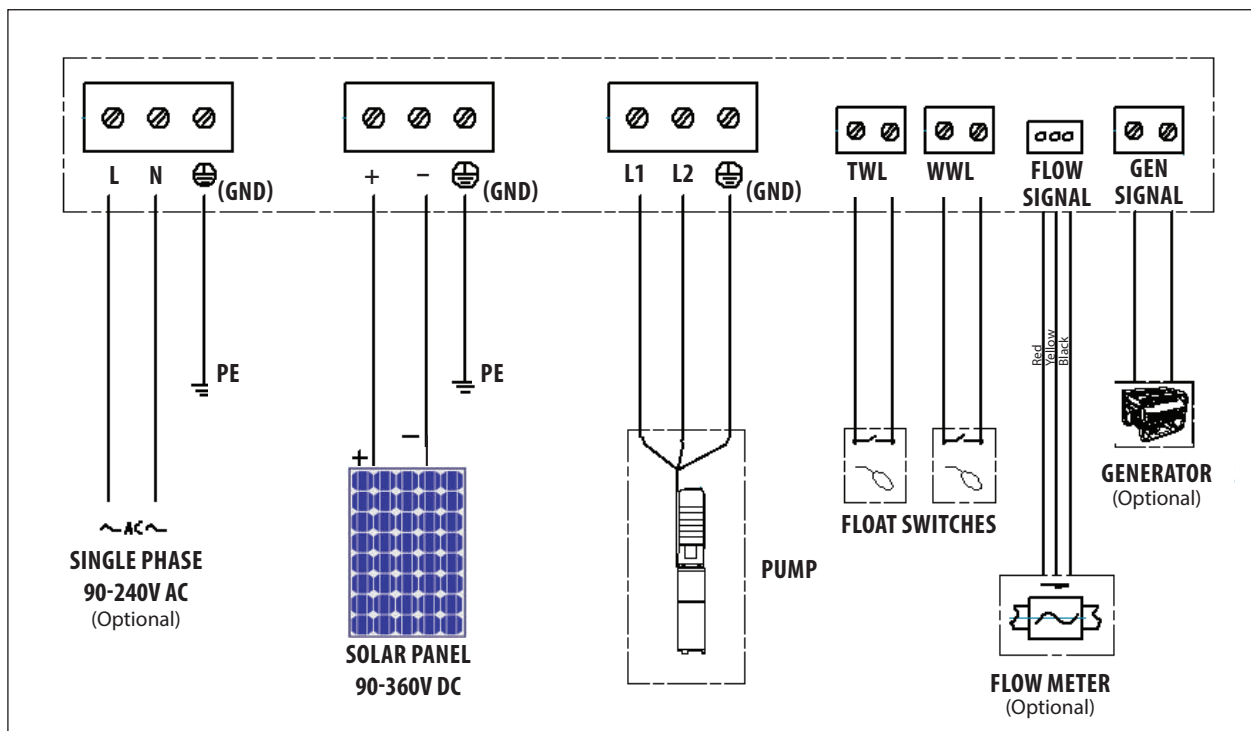 L N (GND)
+ − (GND)
L1 L2 (GND)
TWL
WWL
FLOW
SIGNAL
GEN
SIGNAL
PE
PE
Red
Yellow
Black
+ −
~AC~
SINGLE PHASE
90-240V AC
(Optional)
SOLAR PANEL
90-360V DC
PUMP
FLOAT SWITCHES
GENERATOR
(Optional)
FLOW METER
(Optional)